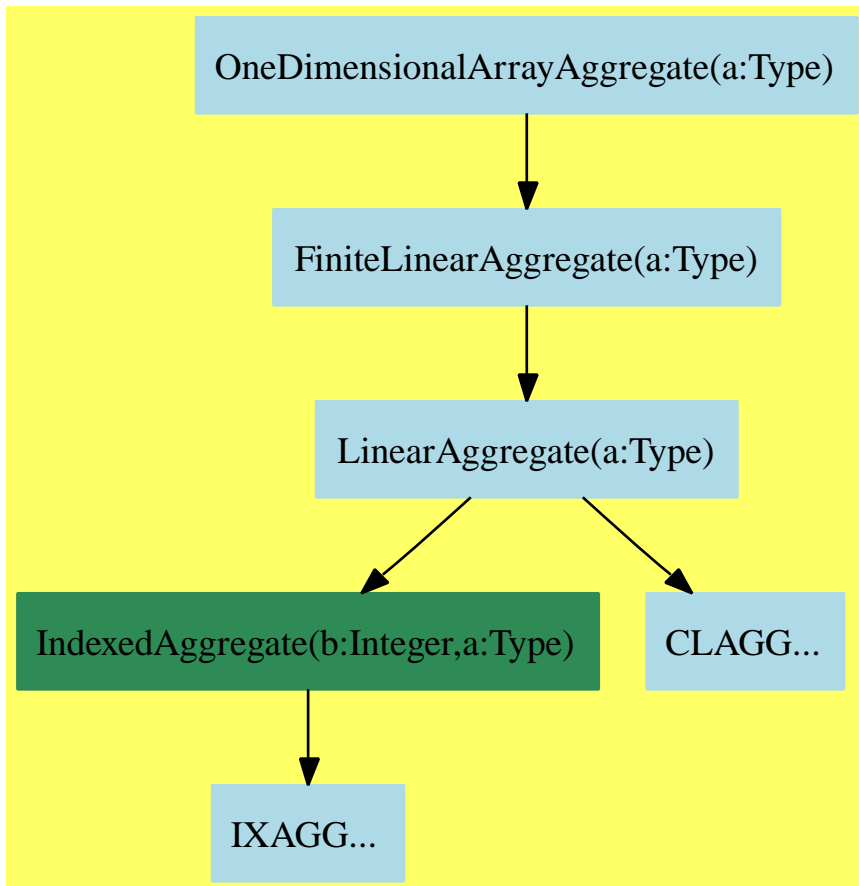 OneDimensionalArrayAggregate(a:Type)
FiniteLinearAggregate(a:Type)
LinearAggregate(a:Type)
IndexedAggregate(b:Integer,a:Type)
CLAGG...
IXAGG...